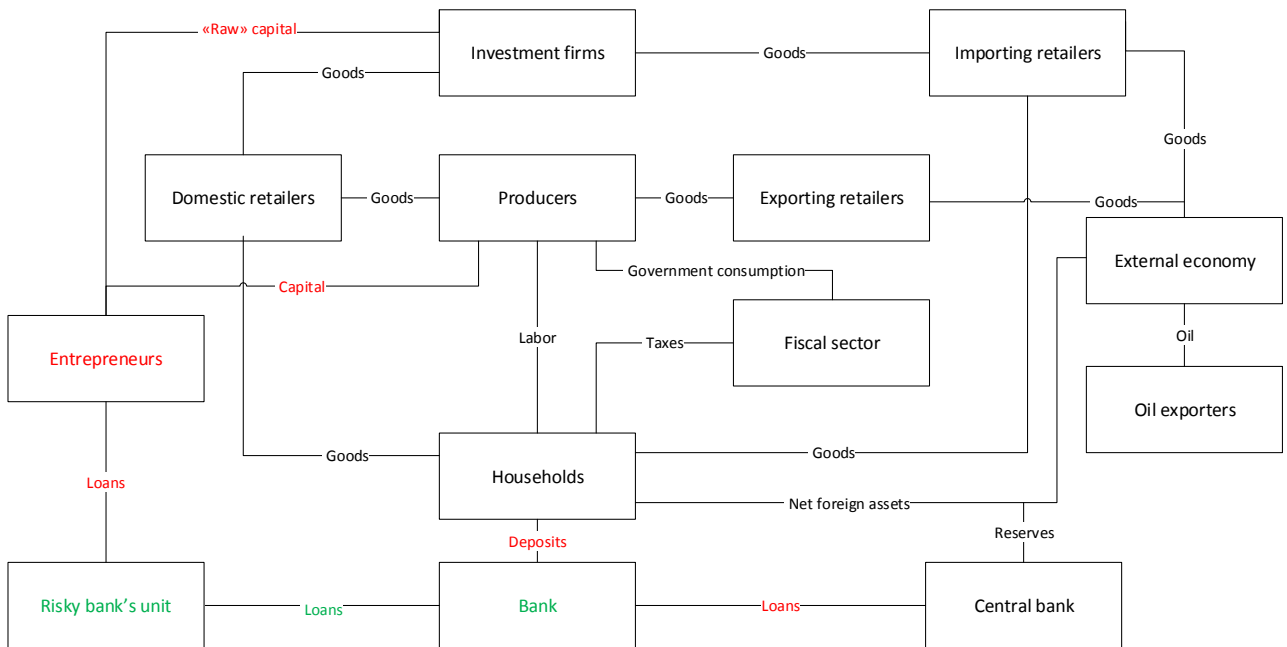 «Raw» capital
Investment firms
Goods
Importing retailers
Goods
Goods
Domestic retailers
Goods
Producers
Goods
Exporting retailers
Goods
External economy
Government consumption
Capital
Labor
Taxes
Fiscal sector
Oil
Entrepreneurs
Oil exporters
Goods
Households
Goods
Loans
Net foreign assets
Reserves
Deposits
Risky bank's unit
Loans
Bank
Loans
Central bank